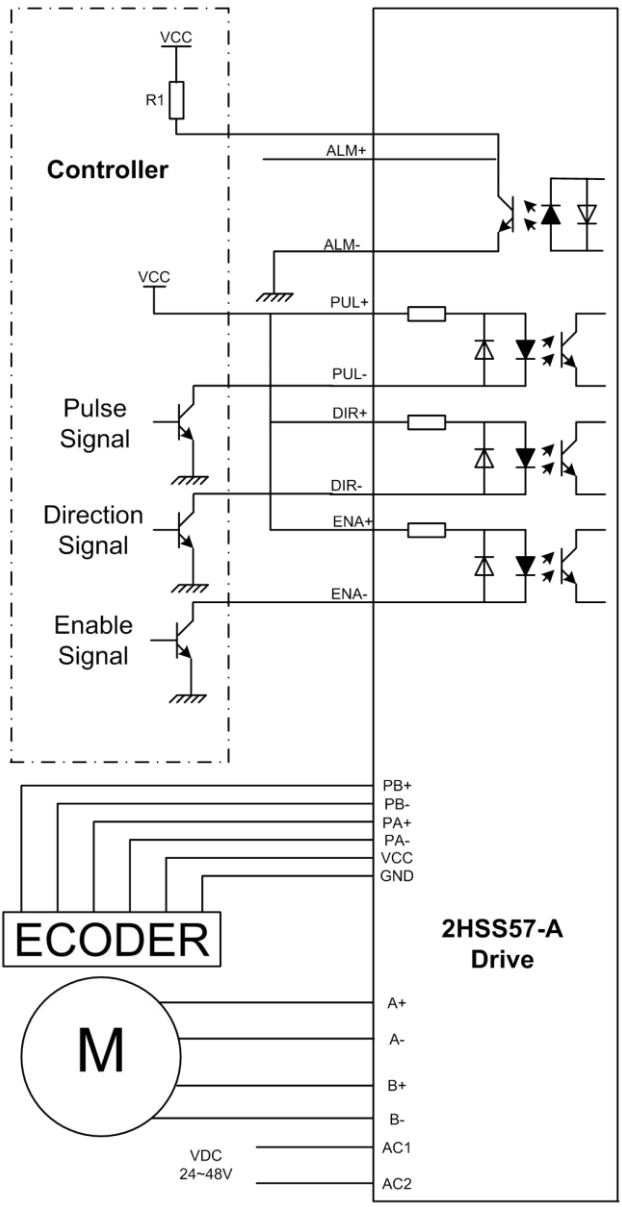 VCC
R1
Controller
ALM+
ALM-
VCC
PUL+
PUL-
Pulse
Signal
DIR+
DIR-
Direction
Signal
ENA+
ENA-
Enable
Signal
PB+
PB-
PA+
PA-
VCC
GND
ECODER
2HSS57-A
Drive
M
A+
A-
B+
B-
VDC
24~48V
AC1
AC2